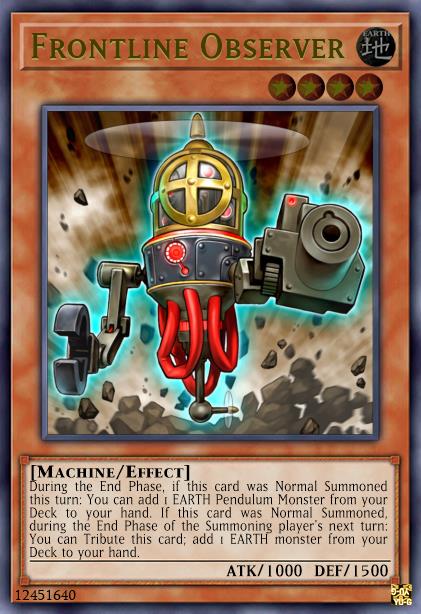 Frontline Observer
EARTH
地
[Machine/Effect]
During the End Phase, if this card was Normal Summoned
this turn: You can add 1 EARTH Pendulum Monster from your
Deck to your hand. If this card was Normal Summoned,
during the End Phase of the Summoning player's next turn:
You can Tribute this card; add 1 EARTH monster from your
Deck to your hand.
ATK/1000 DEF/1500
12451640